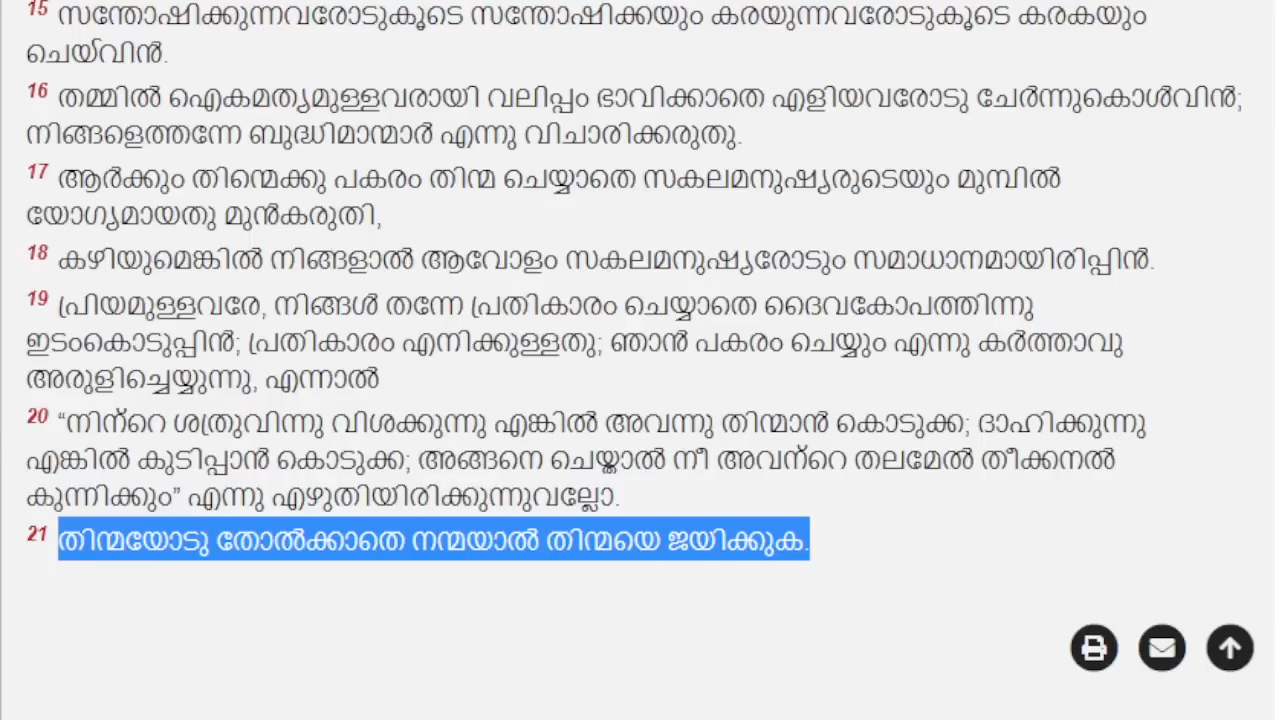 15 സന്തോഷിക്കുന്നവരോടുകൂടെ സന്തോഷിക്കയും കരയുന്നവരോടുകൂടെ കരകയും
ചെയ്‌വിൻ.
16 തമ്മിൽ ഐകമത്യമുള്ളവരായി വലിപ്പം ഭാവിക്കാതെ എളിയവരോടു ചേർന്നുകൊൾവിൻ;
നിങ്ങളെത്തന്നേ ബുദ്ധിമാന്മാർ എന്നു വിചാരിക്കരുതു.
17 ആർക്കും തിന്മെക്കു പകരം തിന്മ ചെയ്യാതെ സകലമനുഷ്യരുടെയും മുമ്പിൽ
യോഗ്യമായതു മുൻകരുതി,
18 കഴിയുമെങ്കിൽ നിങ്ങളാൽ ആവോളം സകലമനുഷ്യരോടും സമാധാനമായിരിപ്പിൻ.
19 പ്രിയമുള്ളവരേ, നിങ്ങൾ തന്നേ പ്രതികാരം ചെയ്യാതെ ദൈവകോപത്തിന്നു
ഇടംകൊടുപ്പിൻ; പ്രതികാരം എനിക്കുള്ളതു; ഞാൻ പകരം ചെയ്യും എന്നു കർത്താവു
അരുളിച്ചെയ്യുന്നു, എന്നാൽ
20 “നിന്റെ ശത്രുവിന്നു വിശക്കുന്നു എങ്കിൽ അവന്നു തിന്മാൻ കൊടുക്ക; ദാഹിക്കുന്നു
എങ്കിൽ കുടിപ്പാൻ കൊടുക്ക; അങ്ങനെ ചെയ്താൽ നീ അവന്റെ തലമേൽ തീക്കനൽ
കുന്നിക്കും” എന്നു എഴുതിയിരിക്കുന്നുവല്ലോ.
21 തിന്മയോടു തോൽക്കാതെ നന്മയാൽ തിന്മയെ ജയിക്കുക.